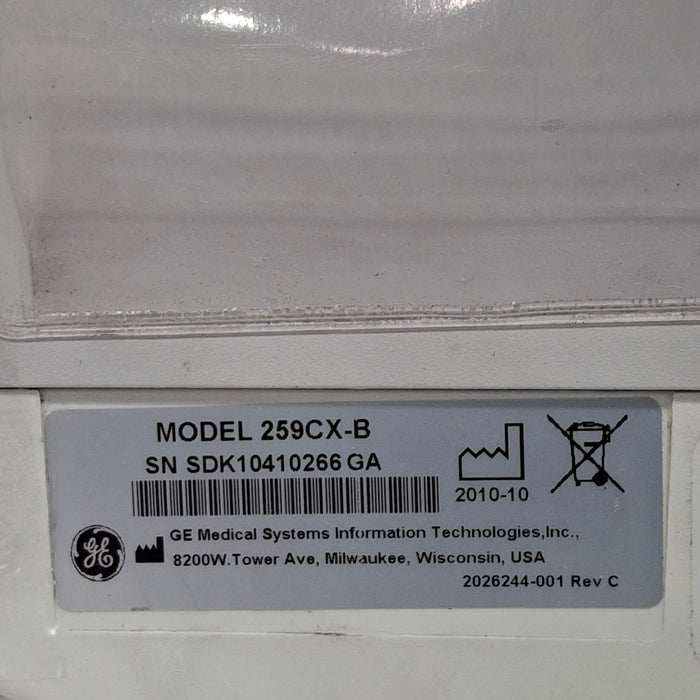 MODEL 259CX-B
SN SDK10410266 GA
2010-10
GE
GE Medical Systems Information Technologies,Inc.,
8200W.Tower Ave, Milwaukee, Wisconsin, USA
2026244-001 Rev C